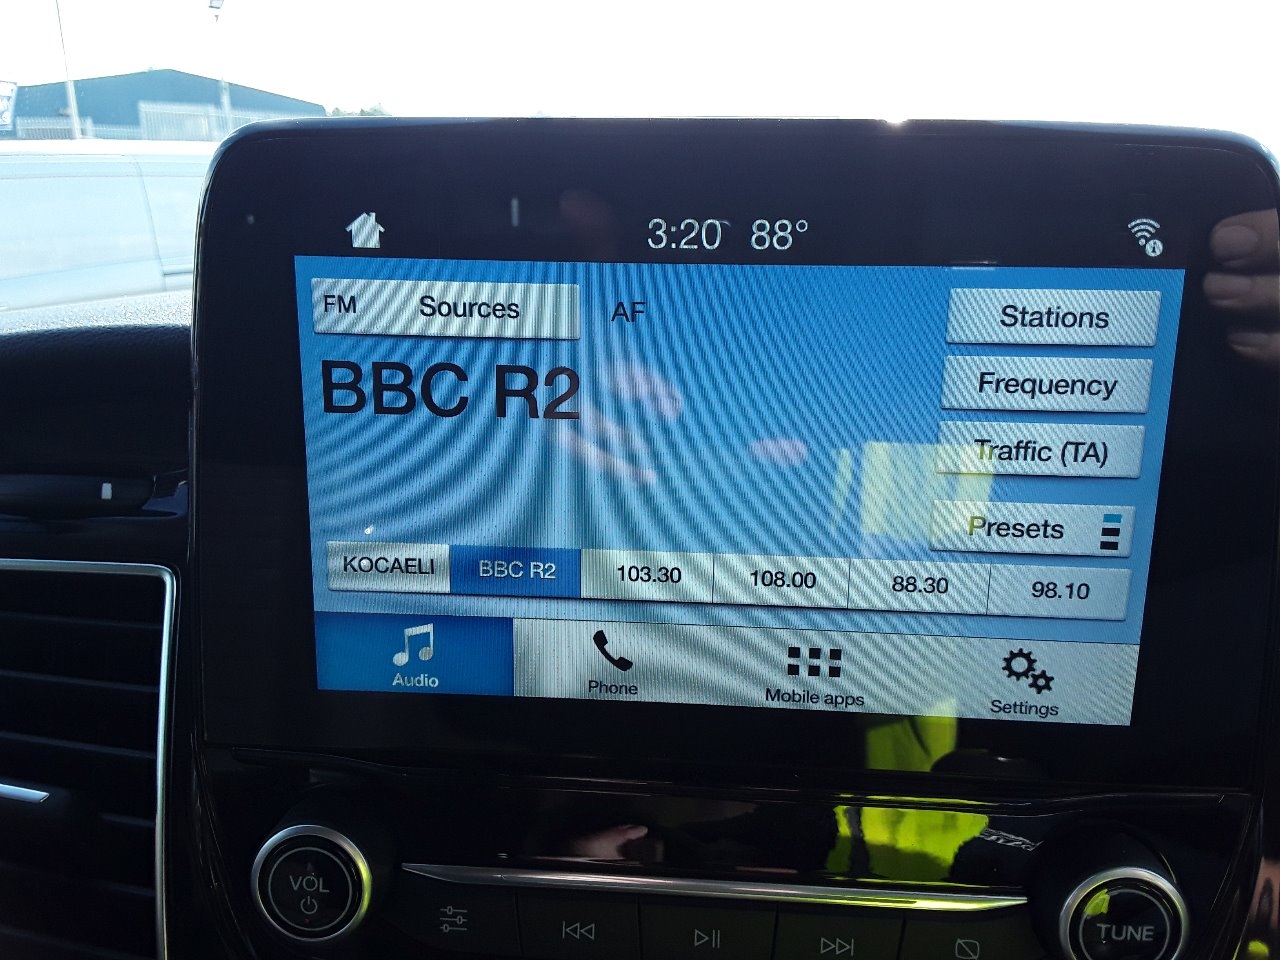 3:20 88°
FM Sources AF Stations
BBC R2
Frequency
Traffic (TA)
Presets
KOCAELI BBC R2 103.30 108.00 88.30 98.10
Audio Phone Mobile apps Settings
VOL TUNE